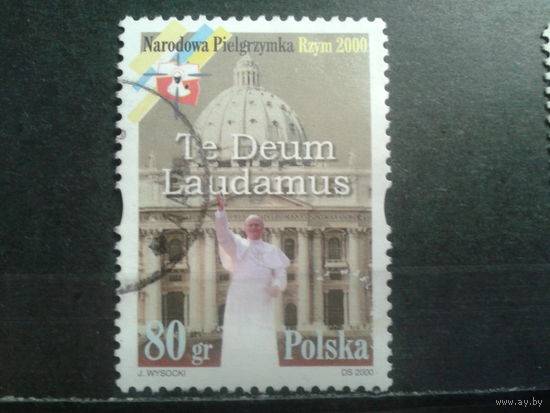 Narodowa Pielgrzymka Rzym 2000
Te Deum
Laudamus
80 gr Polska
J. WYSOCKI DS 2000
www.ay.by